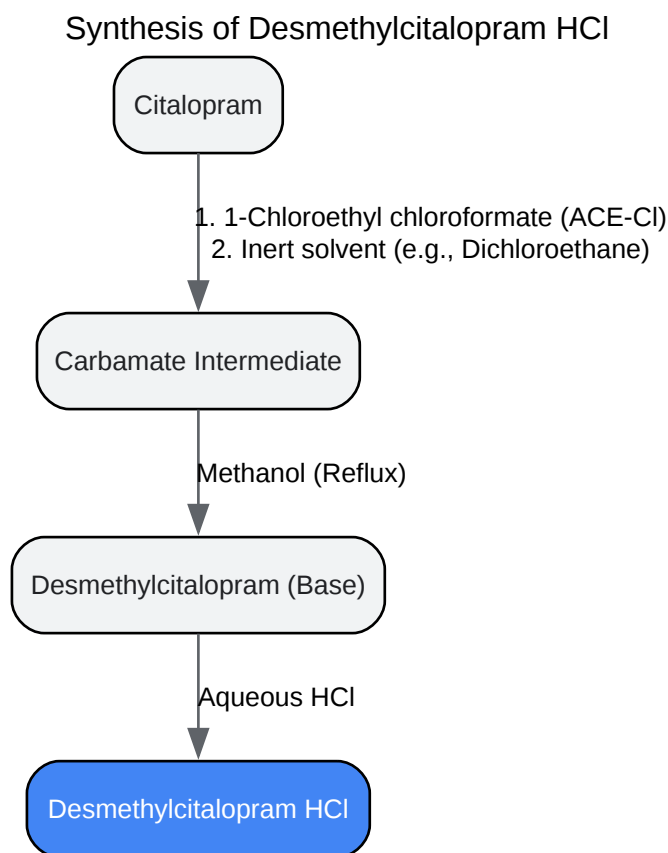 Synthesis of Desmethylcitalopram HCl
Citalopram
1. 1-Chloroethyl chloroformate (ACE-Cl)
2. Inert solvent (e.g., Dichloroethane)
Carbamate Intermediate
Methanol (Reflux)
Desmethylcitalopram (Base)
Aqueous HCl
Desmethylcitalopram HCl